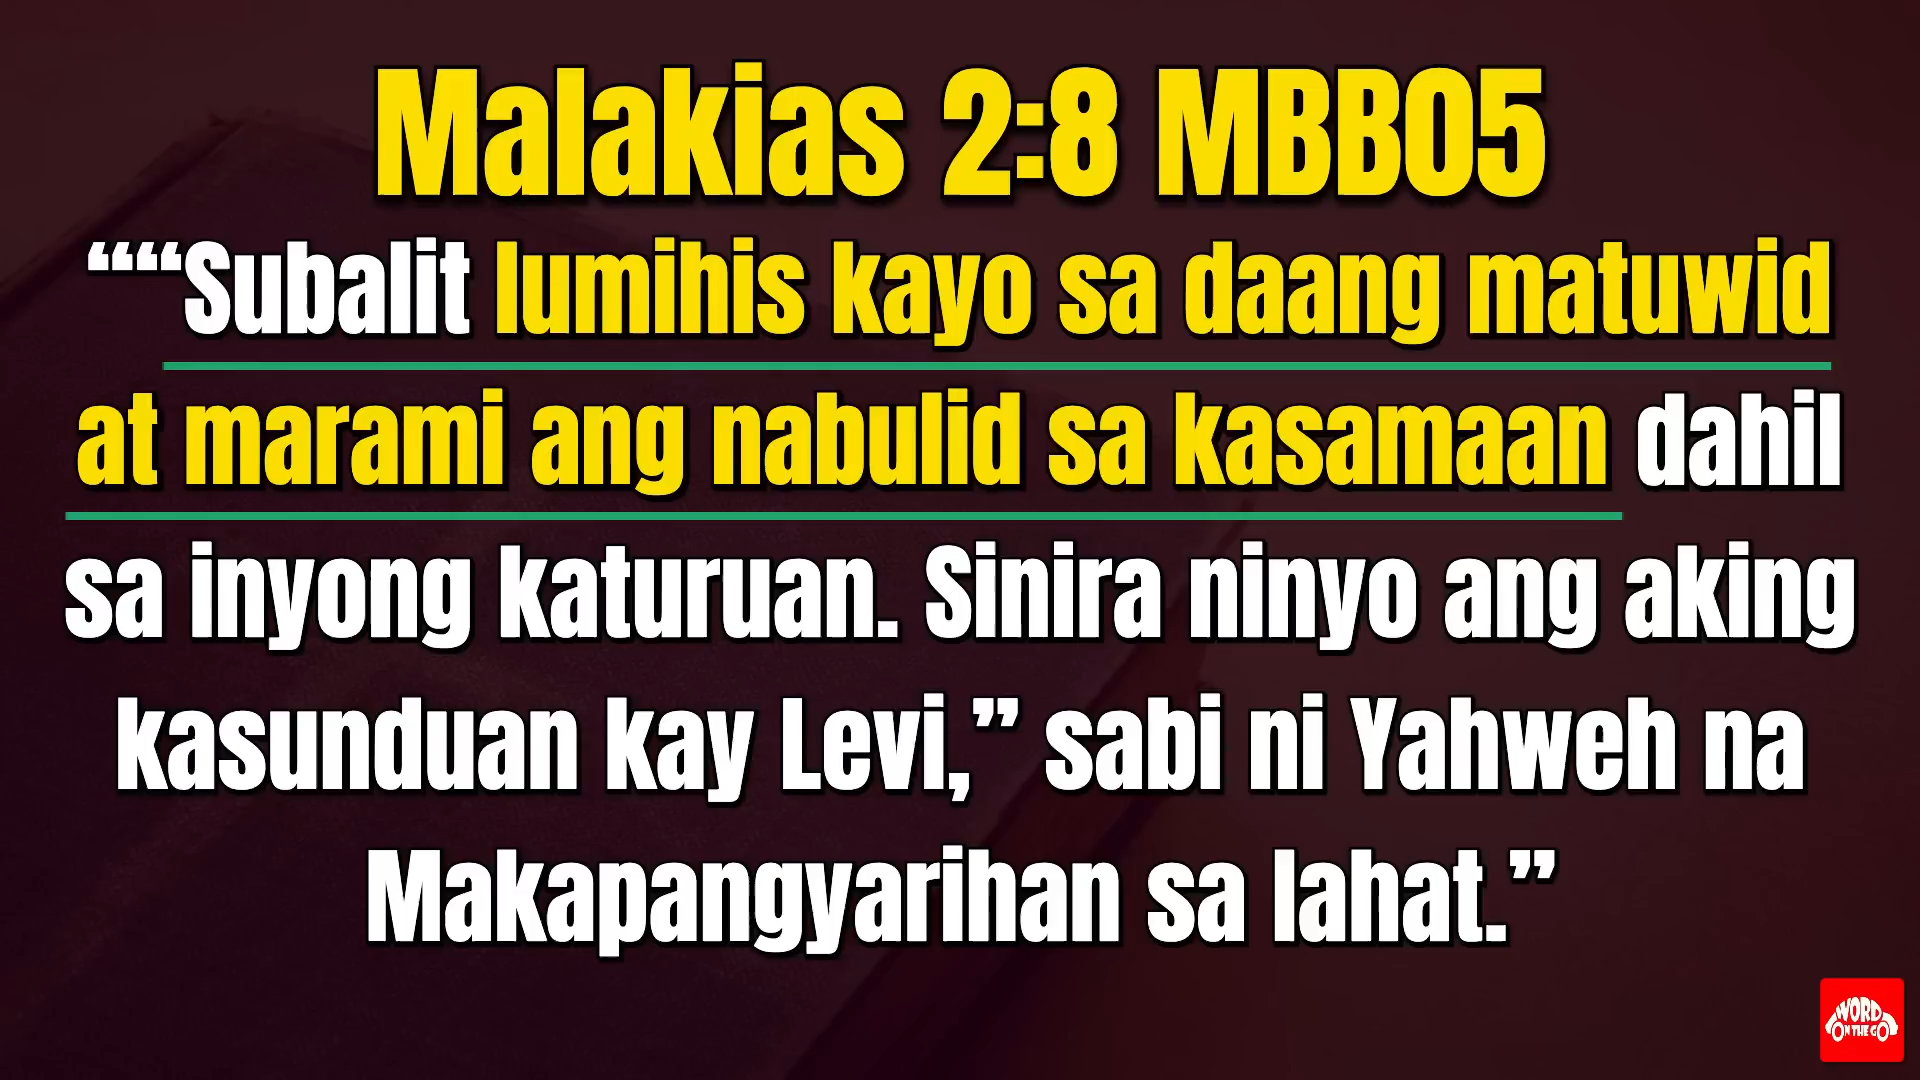 Malakias 2:8 MBB05
““Subalit lumihis kayo sa daang matuwid
at marami ang nabulid sa kasamaan dahil
sa inyong katuruan. Sinira ninyo ang aking
kasunduan kay Levi,” sabi ni Yahweh na
Makapangyarihan sa lahat.”
WORD
ON THE GO